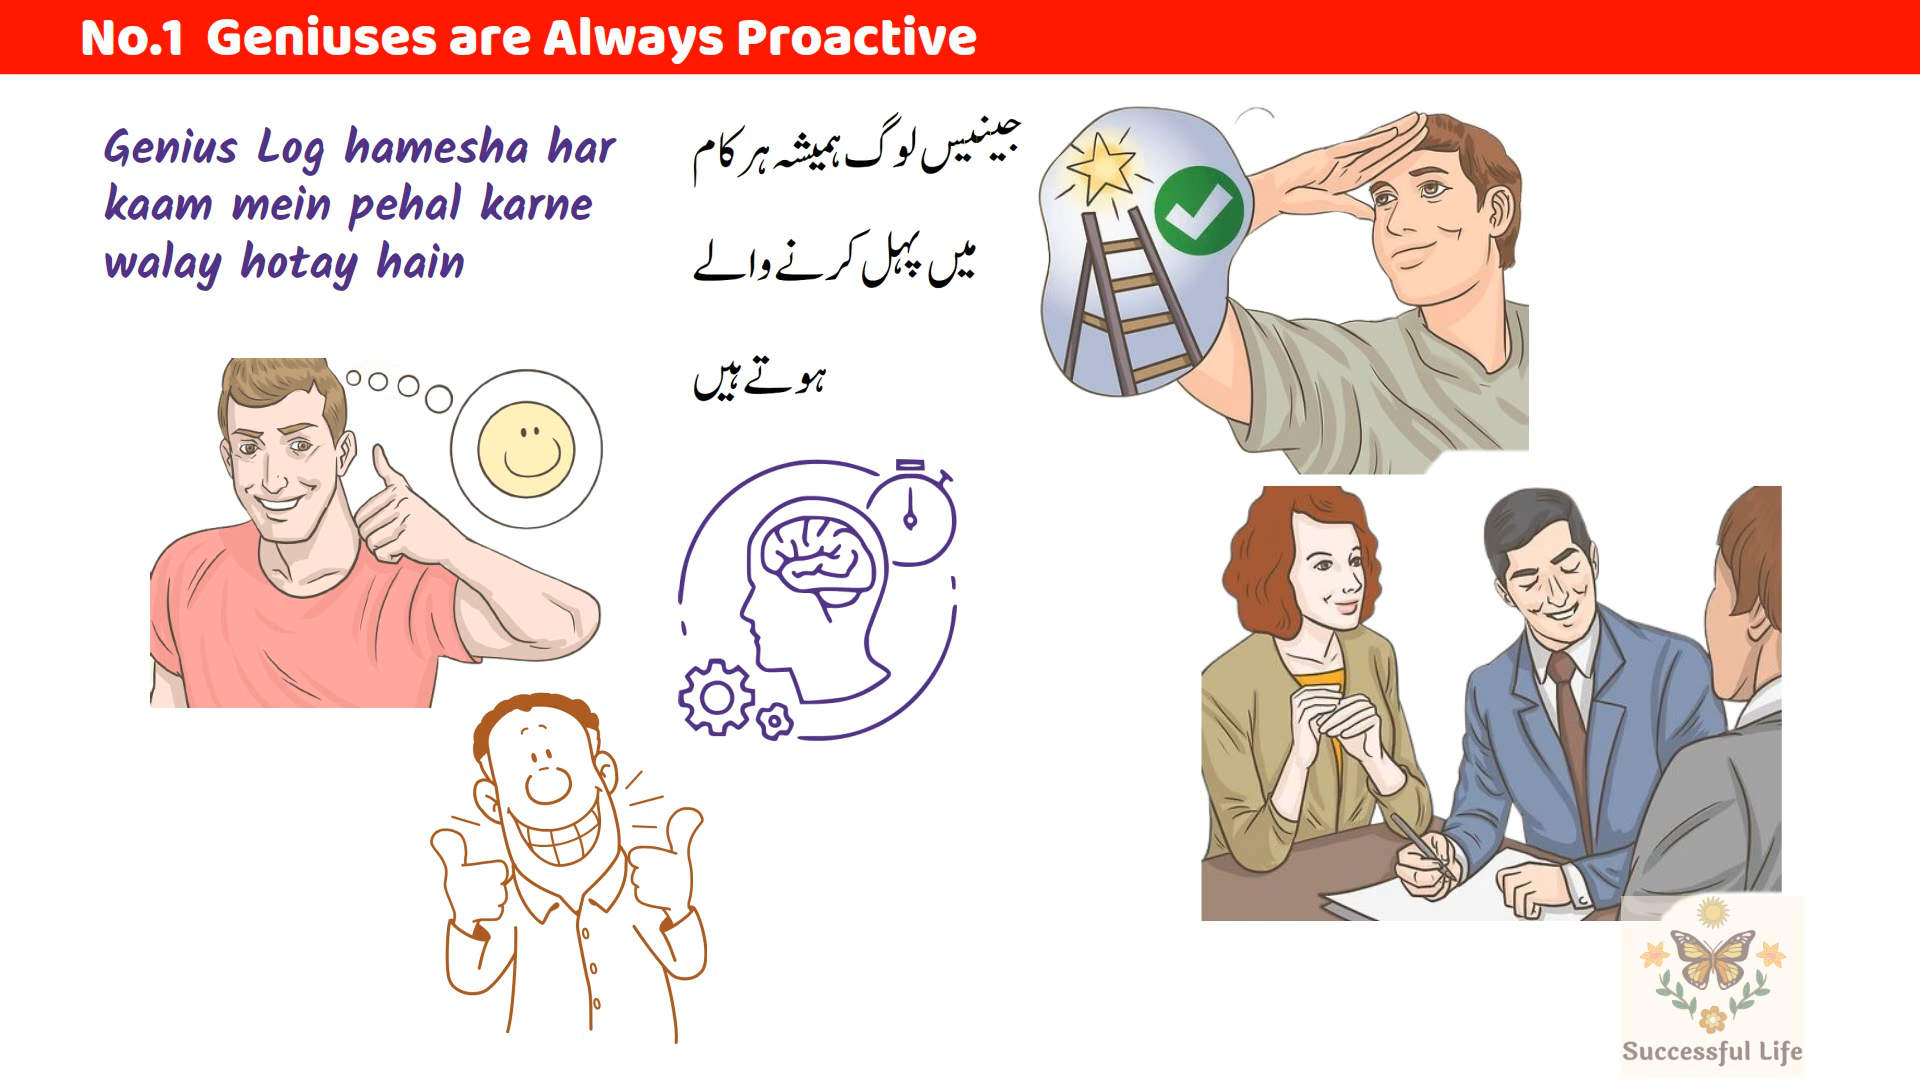 No.1 Geniuses are Always Proactive
Genius Log hamesha har
kaam mein pehal karne
walay hotay hain
جینیس لوگ ہمیشہ ہر کام
میں پہل کرنے والے
ہوتے ہیں
Successful Life